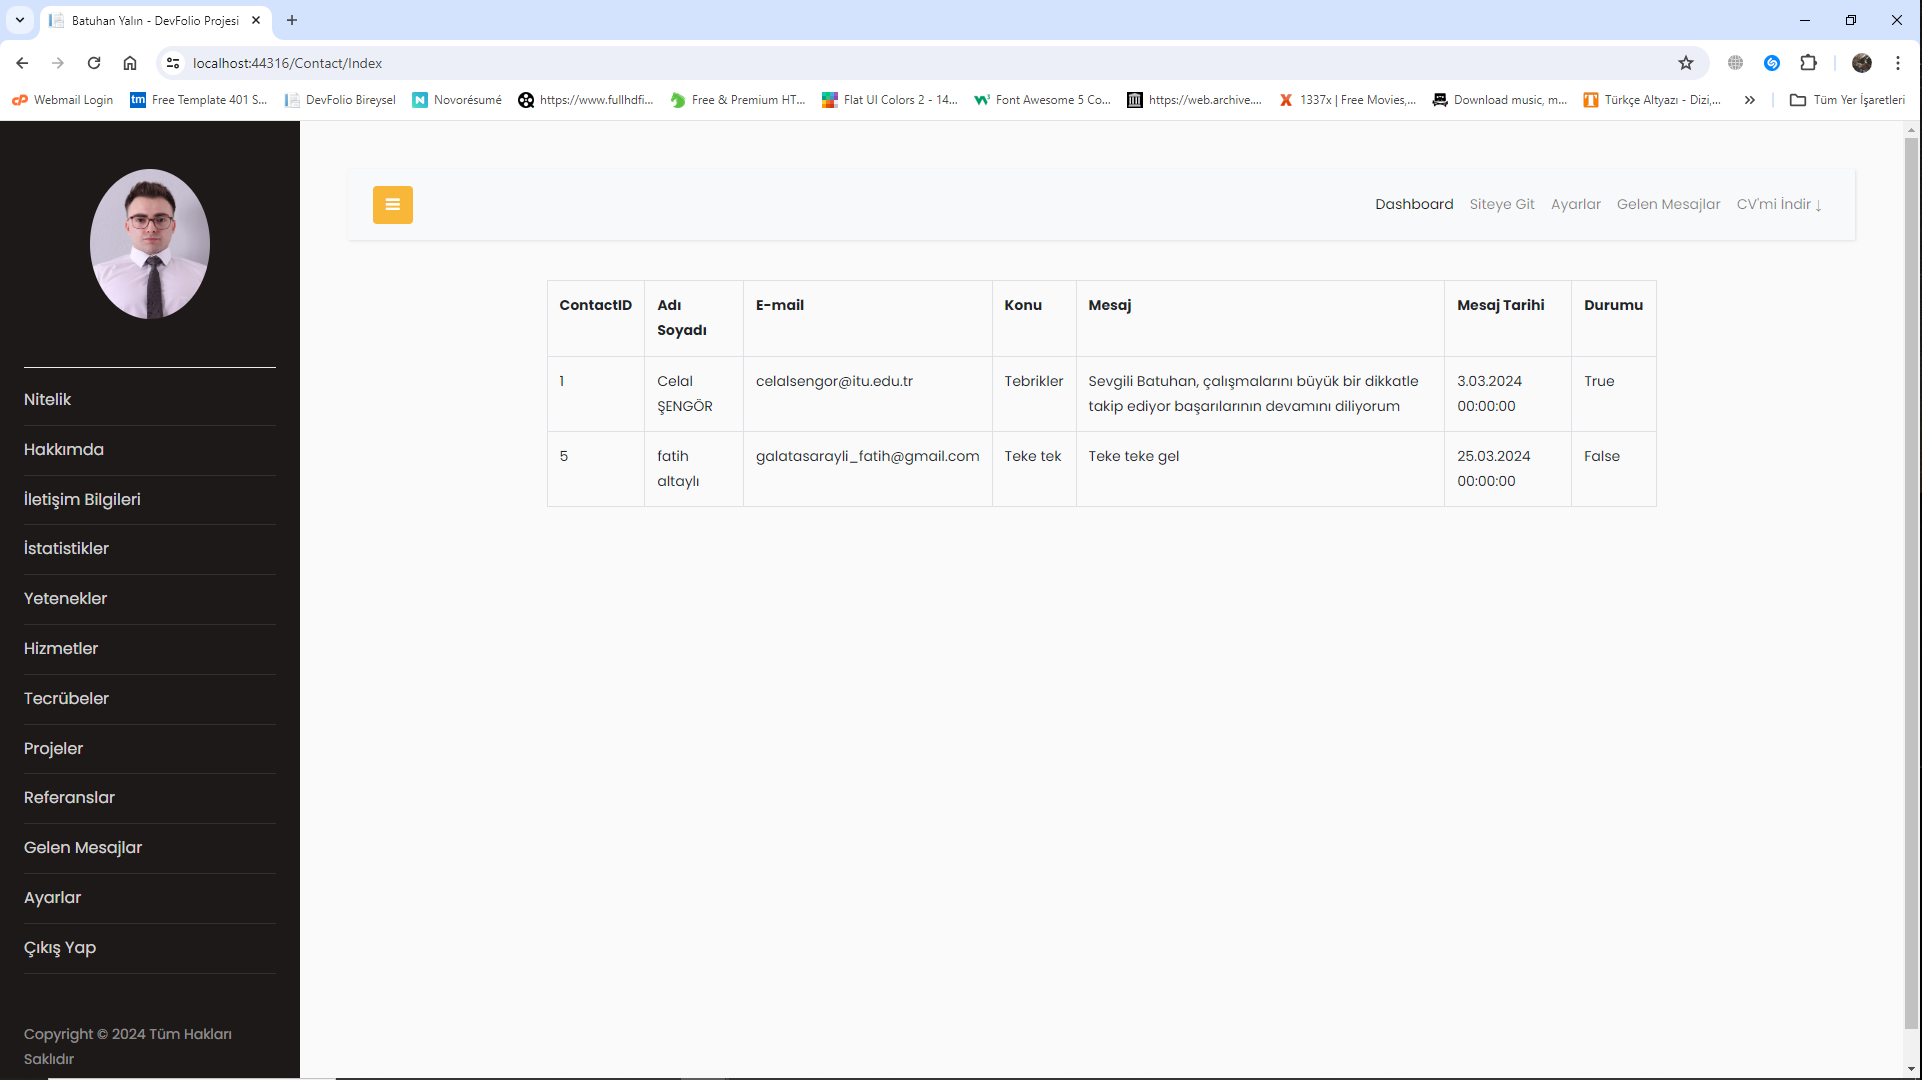 Batuhan Yalın - DevFolio Projesi
localhost:44316/Contact/Index
Webmail Login
Free Template 401 S...
DevFolio Bireysel
Novorésumé
https://www.fullhdfi...
Free & Premium HT...
Flat UI Colors 2 - 14...
Font Awesome 5 Co...
https://web.archive....
1337x | Free Movies,...
Download music, m...
Türkçe Altyazı - Dizi,...
Tüm Yer İşaretleri
Nitelik
Hakkımda
İletişim Bilgileri
İstatistikler
Yetenekler
Hizmetler
Tecrübeler
Projeler
Referanslar
Gelen Mesajlar
Ayarlar
Çıkış Yap
Copyright © 2024 Tüm Hakları
Saklıdır
Dashboard
Siteye Git
Ayarlar
Gelen Mesajlar
CV'mi İndir ↓
ContactID
Adı
Soyadı
E-mail
Konu
Mesaj
Mesaj Tarihi
Durumu
1
Celal
ŞENGÖR
celalsengor@itu.edu.tr
Tebrikler
Sevgili Batuhan, çalışmalarını büyük bir dikkatle
takip ediyor başarılarının devamını diliyorum
3.03.2024
00:00:00
True
5
fatih
altaylı
galatasarayli_fatih@gmail.com
Teke tek
Teke teke gel
25.03.2024
00:00:00
False